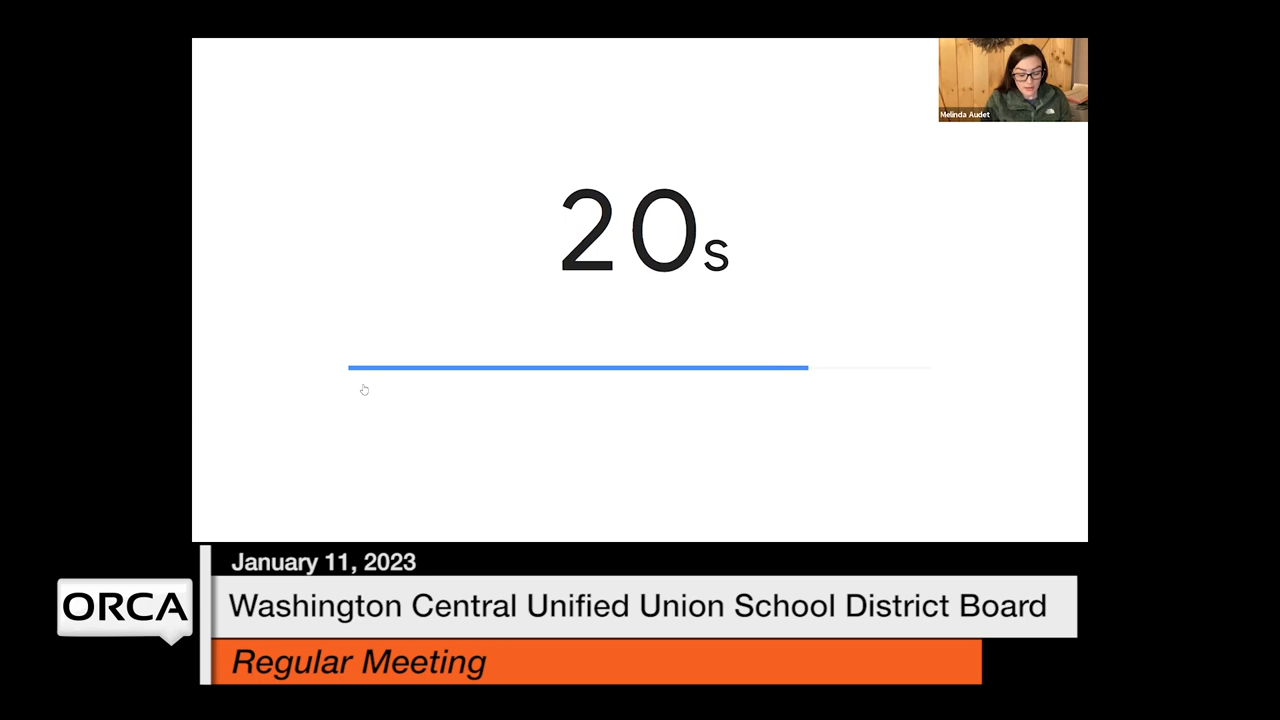 Melinda Audet
20s
January 11, 2023
ORCA
Washington Central Unified Union School District Board
Regular Meeting